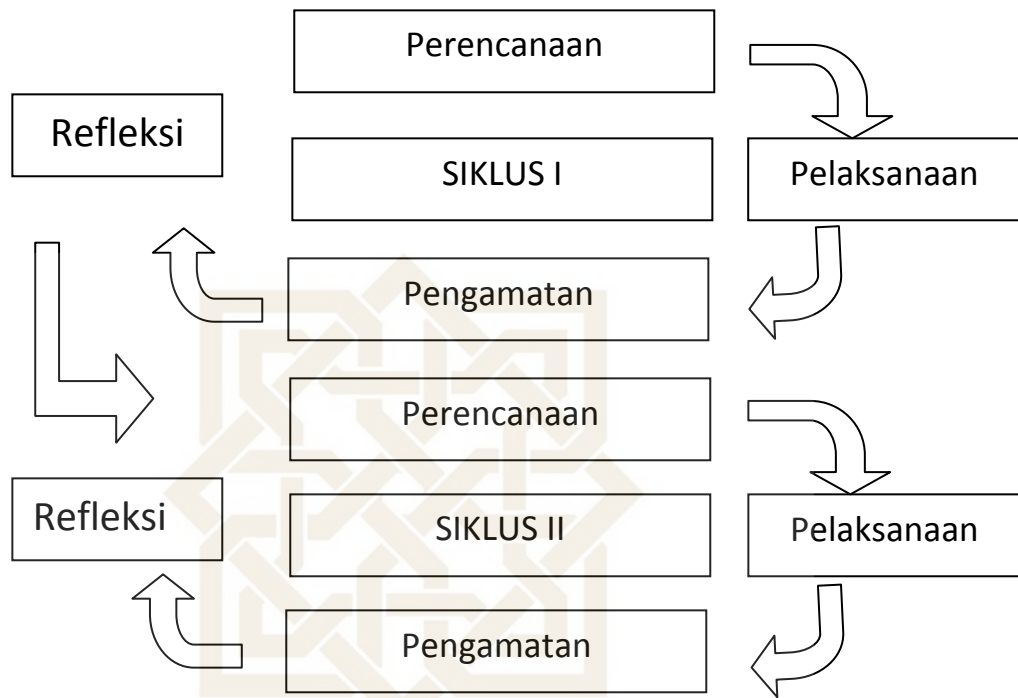 Perencanaan
Refleksi
SIKLUS I
Pelaksanaan
Pengamatan
Perencanaan
Refleksi
SIKLUS II
Pelaksanaan
Pengamatan